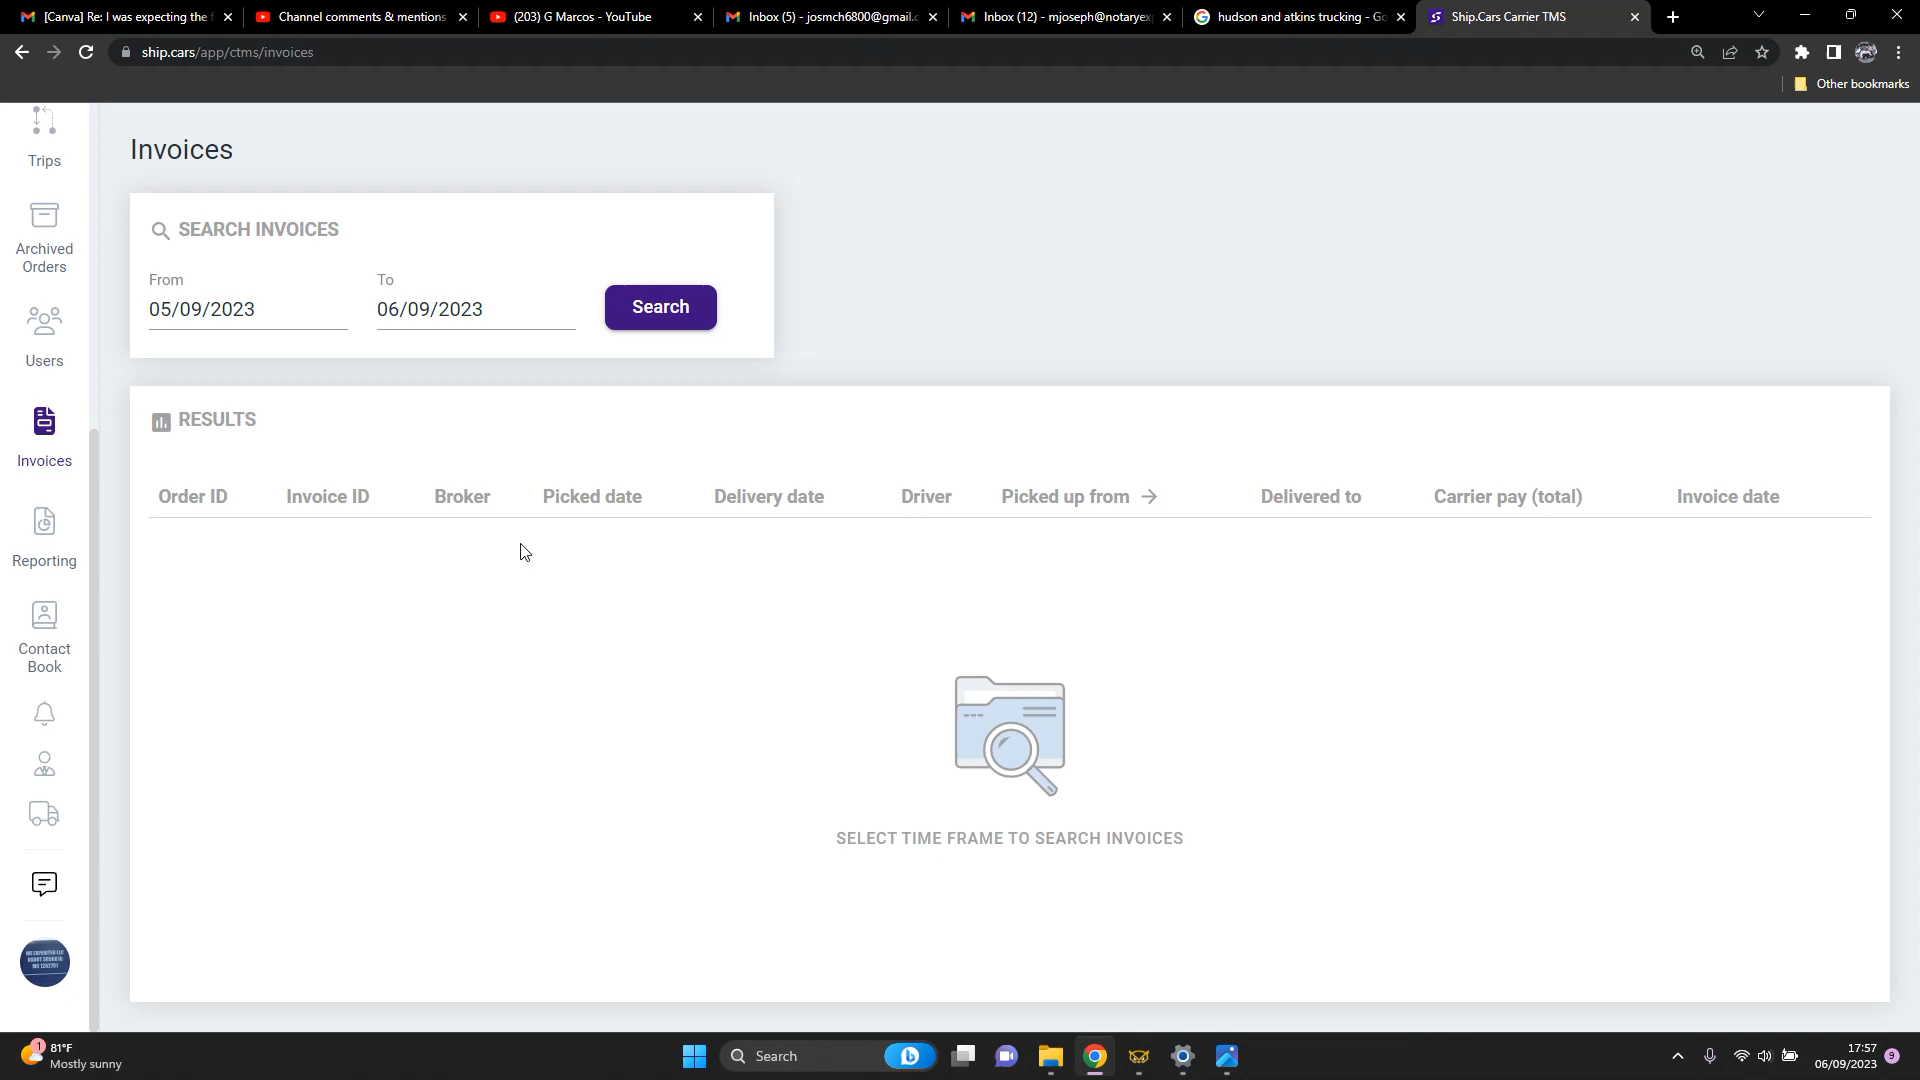 [Canva] Re: I was expecting the f
Channel comments & mentions
(203) G Marcos - YouTube
Inbox (5) - josmch6800@gmail.c
Inbox (12) - mjoseph@notaryexp
hudson and atkins trucking - Go
Ship.Cars Carrier TMS
ship.cars/app/ctms/invoices
Other bookmarks
Trips
Archived
Orders
Users
Invoices
Reporting
Contact
Book
Invoices
SEARCH INVOICES
From
05/09/2023
To
06/09/2023
Search
RESULTS
Order ID
Invoice ID
Broker
Picked date
Delivery date
Driver
Picked up from
Delivered to
Carrier pay (total)
Invoice date
SELECT TIME FRAME TO SEARCH INVOICES
1
81°F
Mostly sunny
Search
17:57
06/09/2023
9